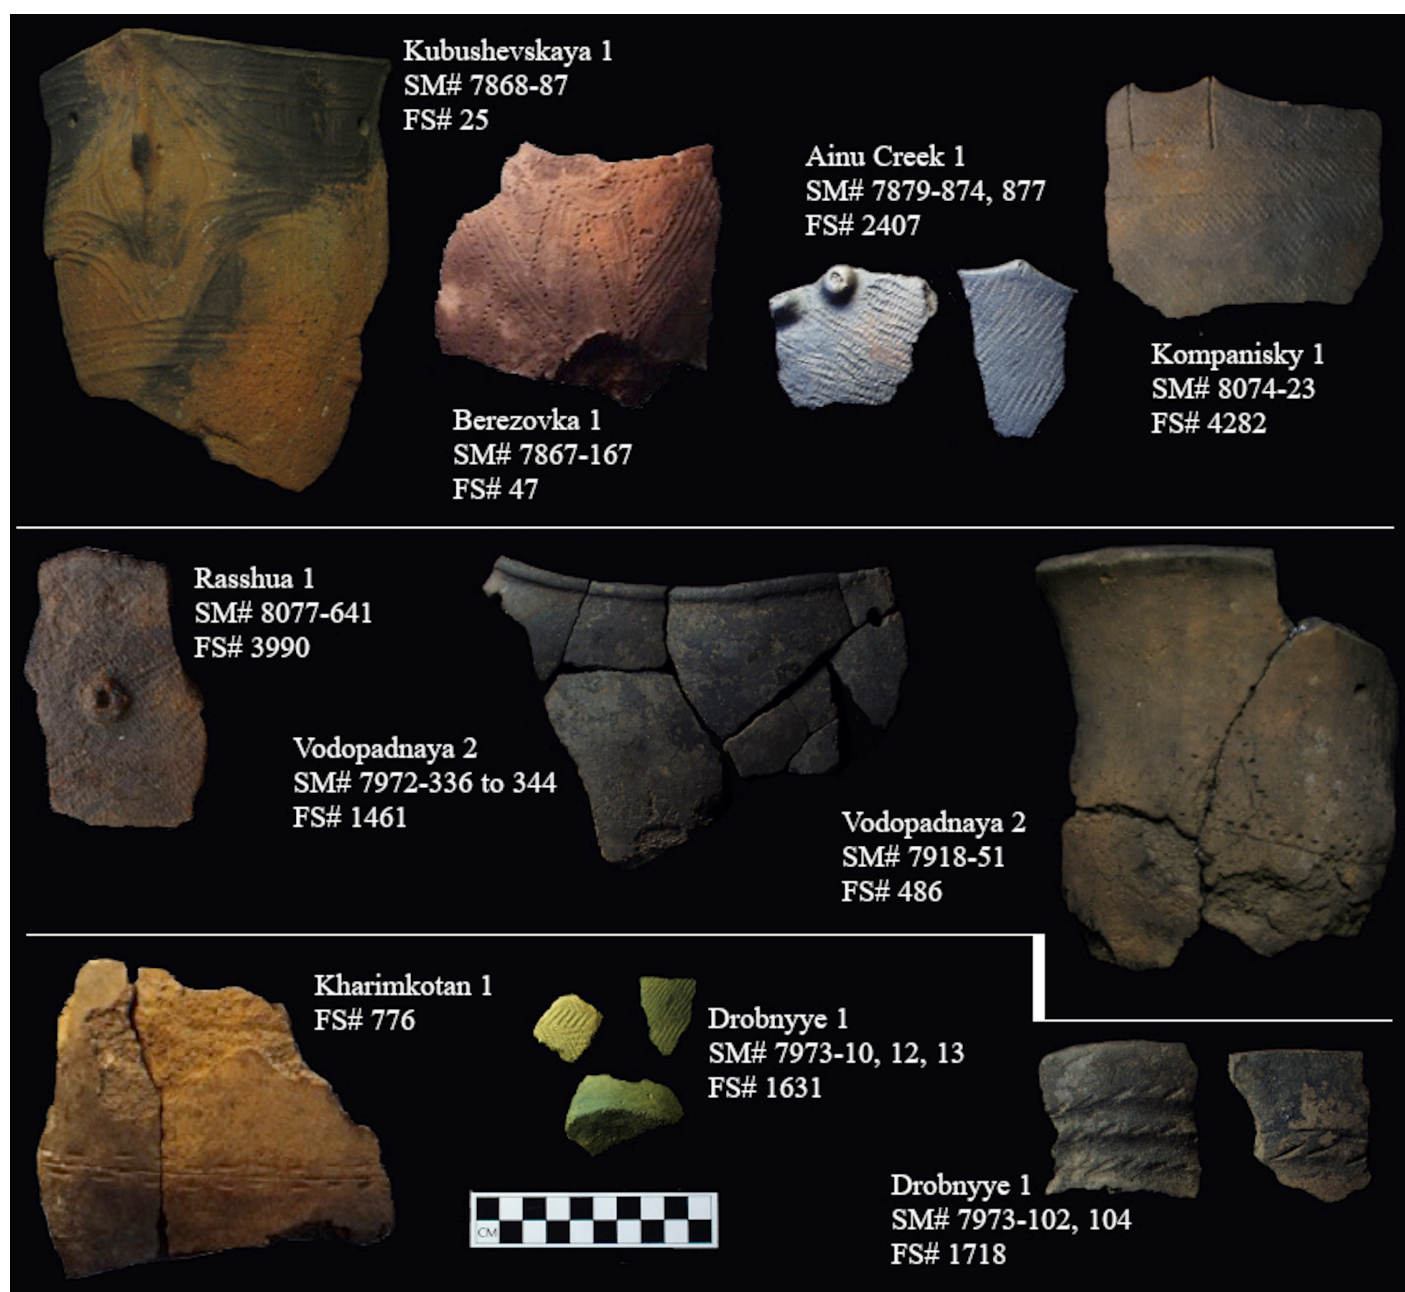 Kubushevskaya 1
SM# 7868-87
FS# 25
Berezovka 1
SM# 7867-167
FS# 47
Ainu Creek 1
SM# 7879-874, 877
FS# 2407
Kompanisky 1
SM# 8074-23
FS# 4282
Rasshua 1
SM# 8077-641
FS# 3990
Vodopadnaya 2
SM# 7972-336 to 344
FS# 1461
Vodopadnaya 2
SM# 7918-51
FS# 486
Kharimkotan 1
FS# 776
Drobnyye 1
SM# 7973-10, 12, 13
FS# 1631
CM
Drobnyye 1
SM# 7973-102, 104
FS# 1718